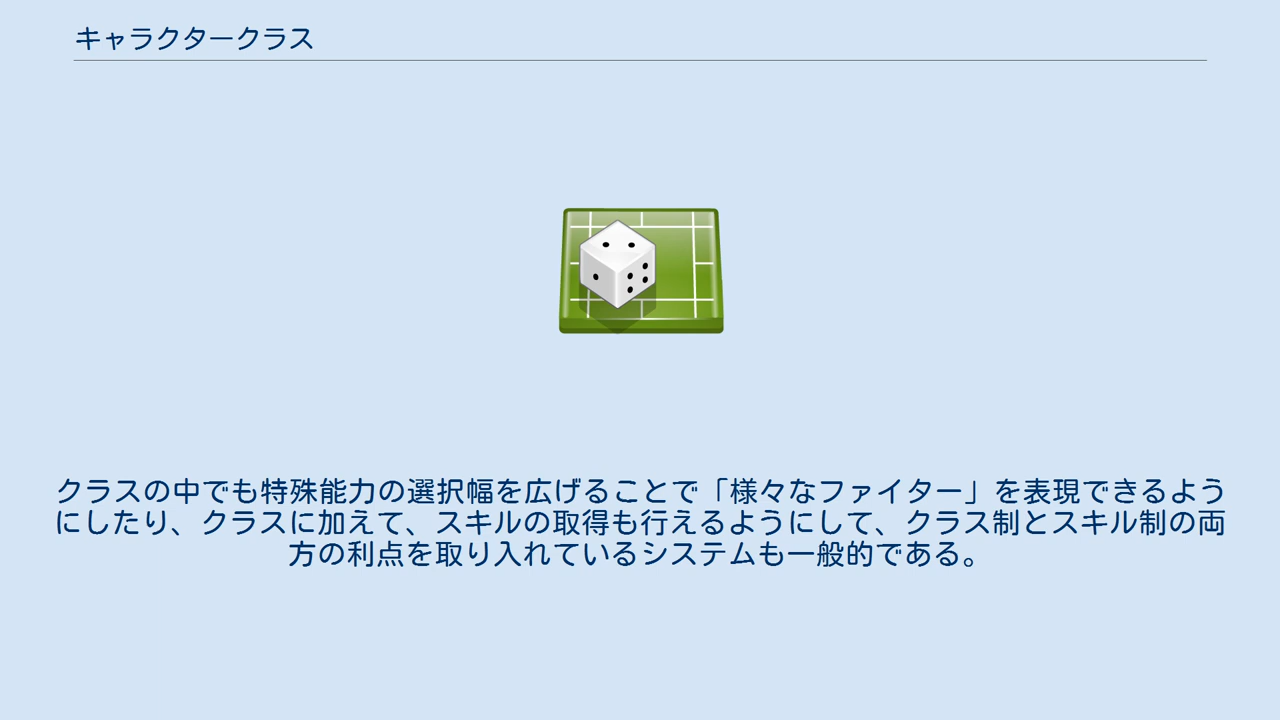 キャラクタークラス
クラスの中でも特殊能力の選択幅を広げることで「様々なファイター」を表現できるよう
にしたり、クラスに加えて、スキルの取得も行えるようにして、クラス制とスキル制の両
方の利点を取り入れているシステムも一般的である。